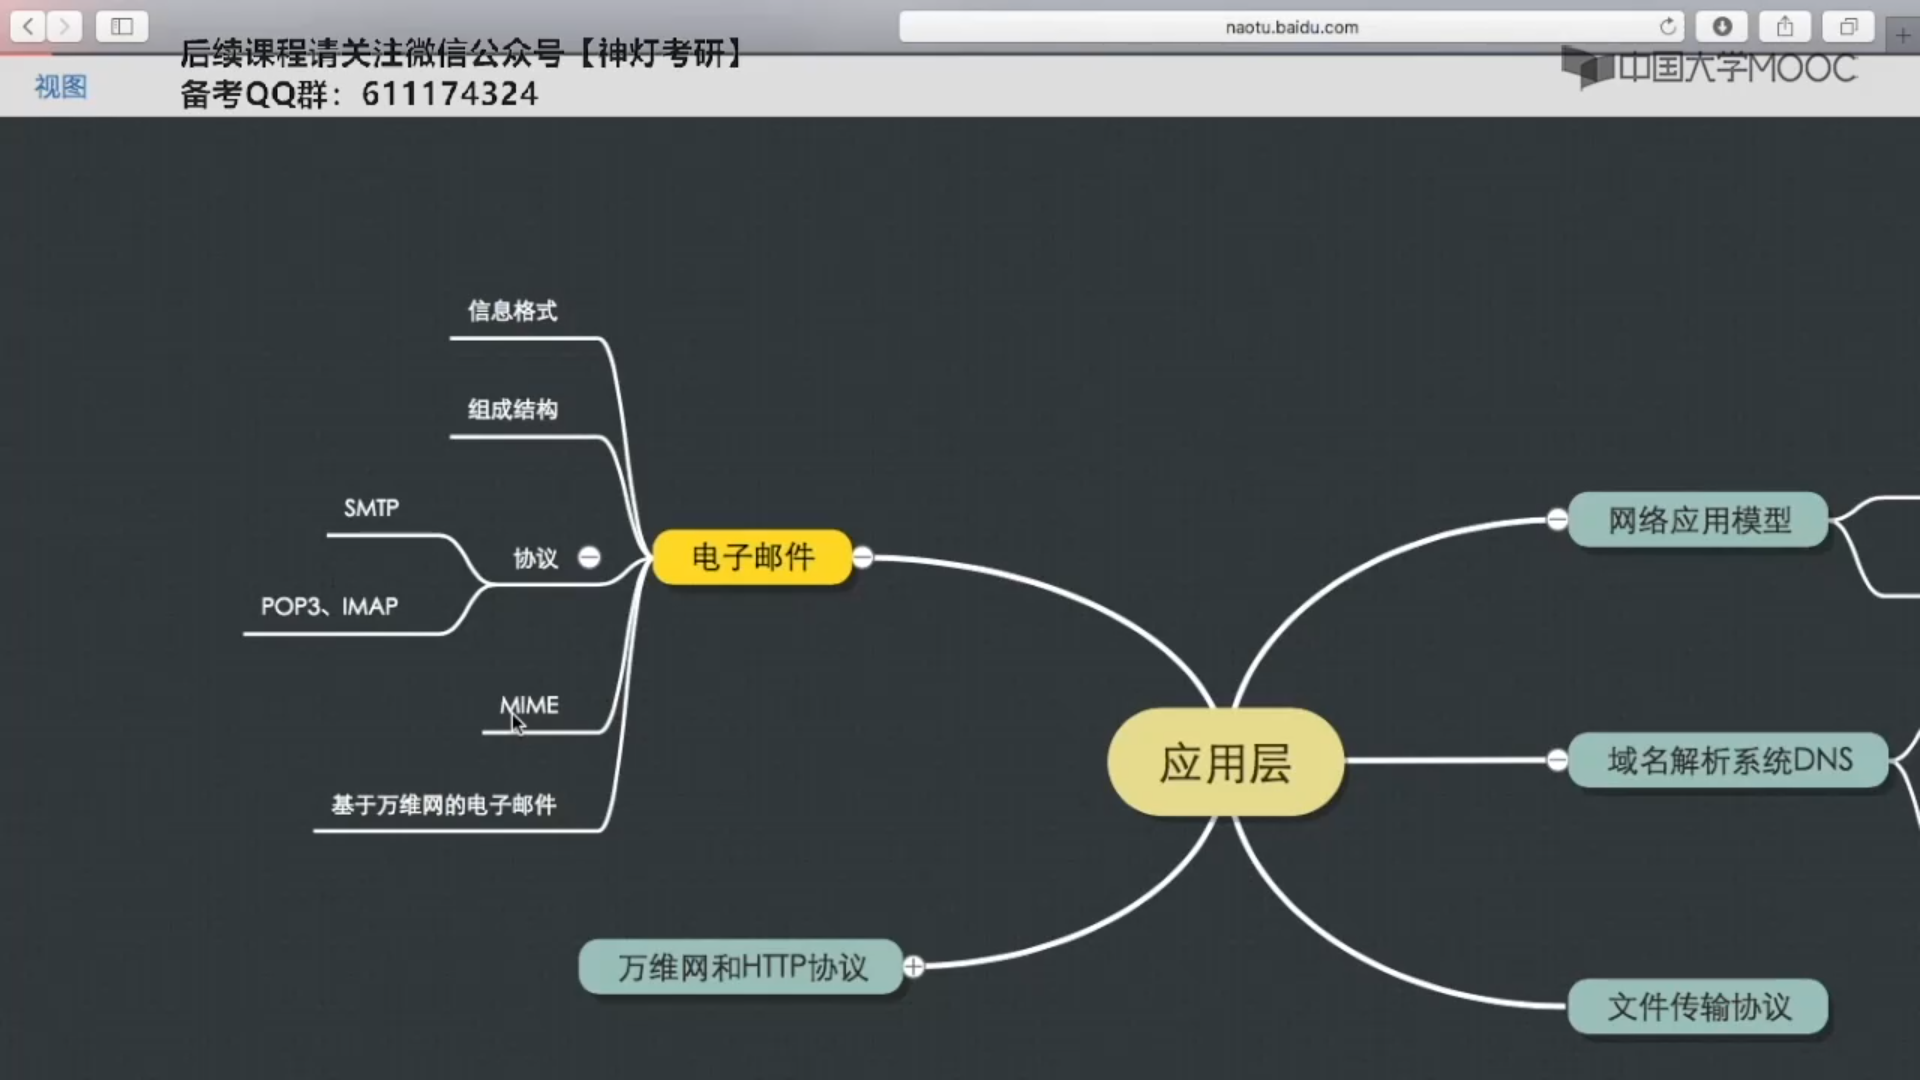 naotu.baidu.com
后续课程请关注微信公众号【神灯考研】
视图
备考QQ群：611174324
中国大学MOOC
信息格式
组成结构
SMTP
协议
POP3、IMAP
MIME
基于万维网的电子邮件
电子邮件
网络应用模型
应用层
域名解析系统DNS
万维网和HTTP协议
文件传输协议